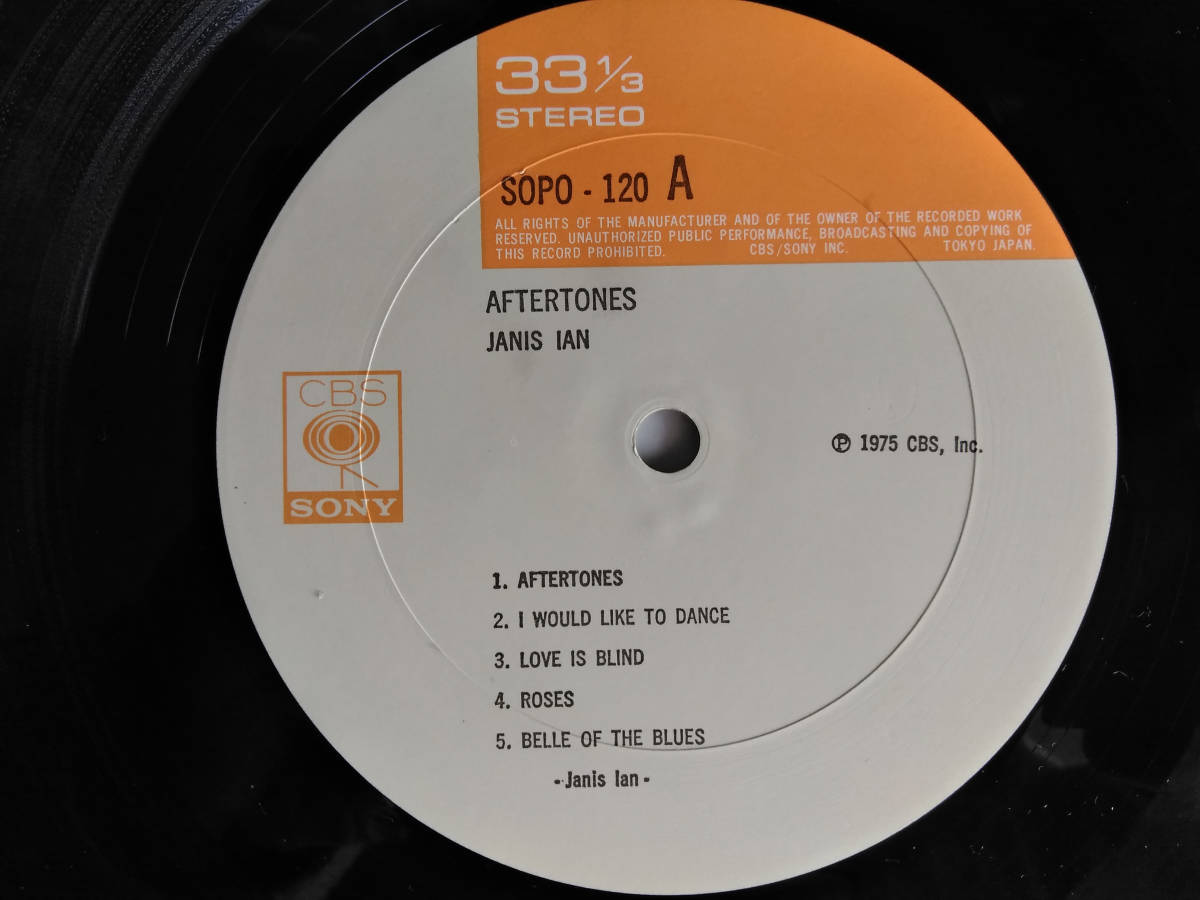 33 1/3
STEREO
SOPO - 120 A
ALL RIGHTS OF THE MANUFACTURER AND OF THE OWNER OF THE RECORDED WORK
RESERVED. UNAUTHORIZED PUBLIC PERFORMANCE, BROADCASTING AND COPYING OF
THIS RECORD PROHIBITED. CBS/SONY INC. TOKYO JAPAN.
AFTERTONES
JANIS IAN
CBS
SONY
℗ 1975 CBS, Inc.
1. AFTERTONES
2. I WOULD LIKE TO DANCE
3. LOVE IS BLIND
4. ROSES
5. BELLE OF THE BLUES
- Janis Ian -